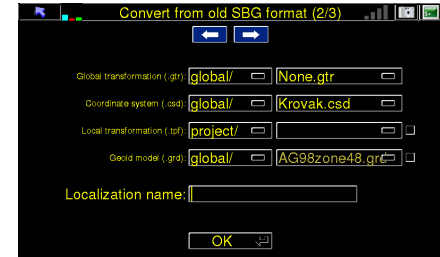 Convert from old SBG format (2/3)
Global transformation (.gtr): global/ None.gtr
Coordinate system (.csd): global/ Krovak.csd
Local transformation (.tpf): project/
Geoid model (.grd): global/ AG98zone48.grd
Localization name:
OK